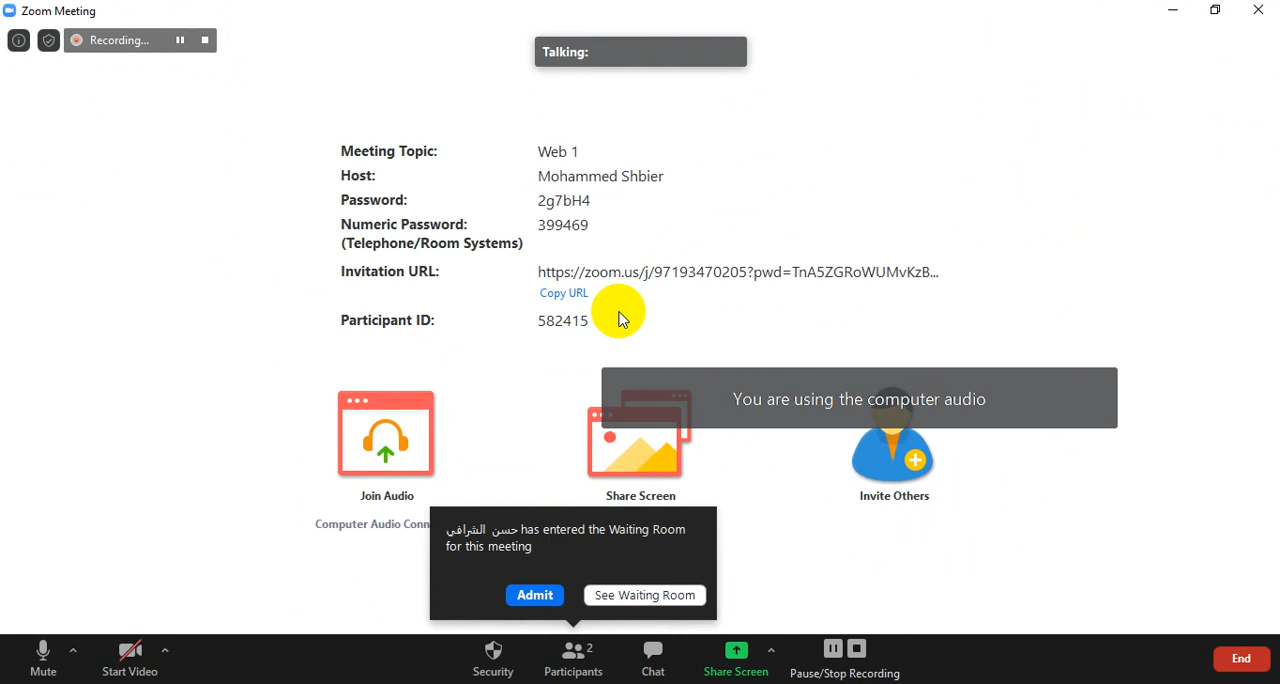 Zoom Meeting
Recording...
Talking:
Meeting Topic: Web 1
Host: Mohammed Shbier
Password: 2g7bH4
Numeric Password: 399469
(Telephone/Room Systems)
Invitation URL: https://zoom.us/j/97193470205?pwd=TnA5ZGRoWUMvKzB...
Copy URL
Participant ID: 582415
You are using the computer audio
Join Audio
Share Screen
Invite Others
Computer Audio Conn
حسن الشرافي has entered the Waiting Room
for this meeting
Admit
See Waiting Room
Mute
Start Video
Security
2
Participants
Chat
Share Screen
Pause/Stop Recording
End